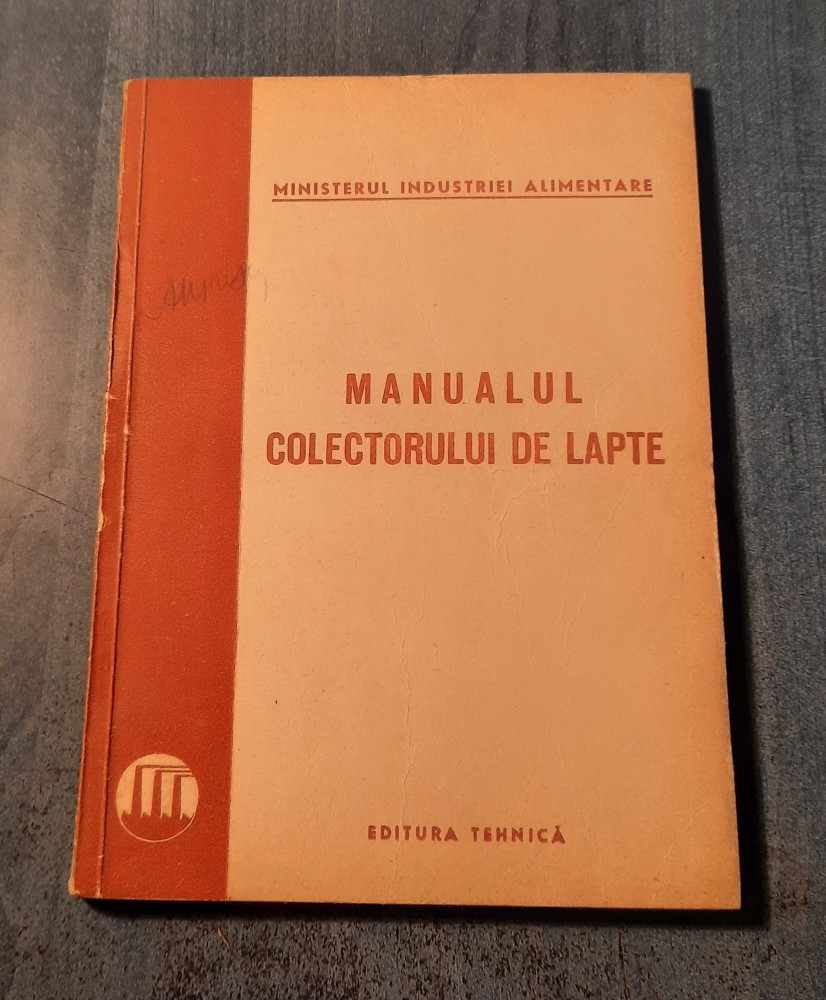 MINISTERUL INDUSTRIEI ALIMENTARE
MANUALUL
COLECTORULUI DE LAPTE
EDITURA TEHNICĂ